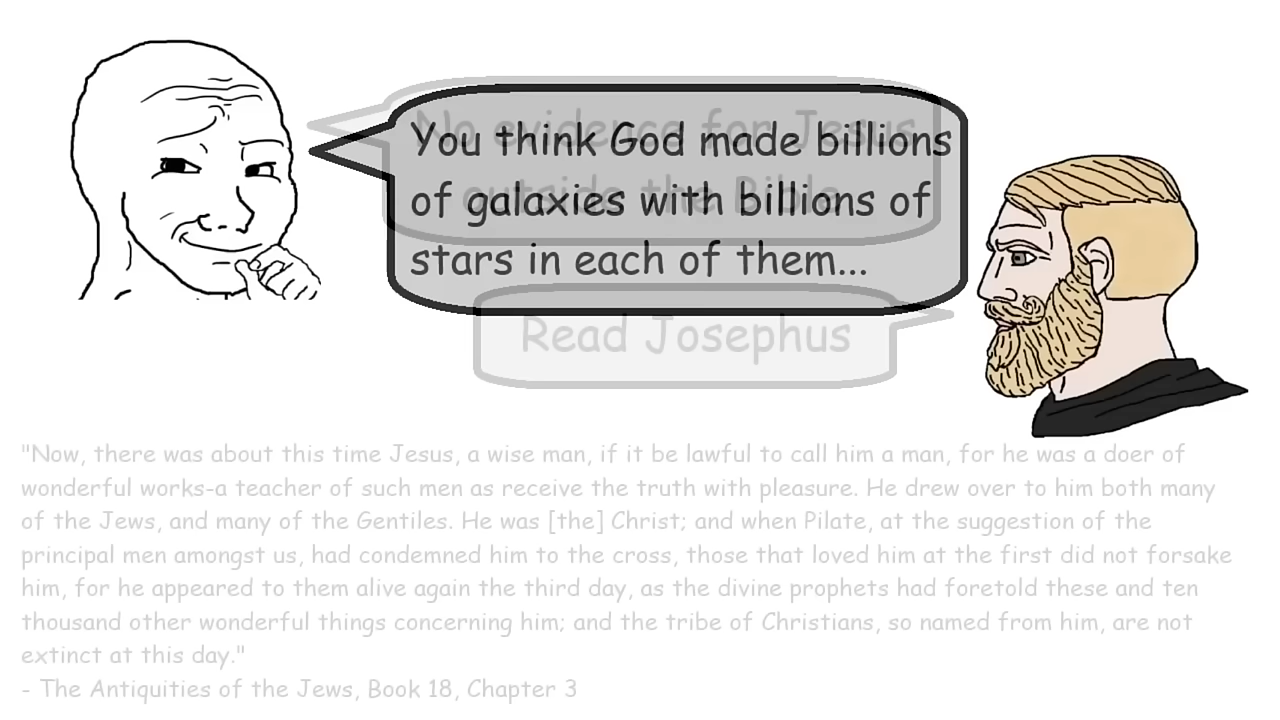 No evidence for Jesus
outside the Bible
You think God made billions
of galaxies with billions of
stars in each of them...
Read Josephus
"Now, there was about this time Jesus, a wise man, if it be lawful to call him a man, for he was a doer of
wonderful works-a teacher of such men as receive the truth with pleasure. He drew over to him both many
of the Jews, and many of the Gentiles. He was [the] Christ; and when Pilate, at the suggestion of the
principal men amongst us, had condemned him to the cross, those that loved him at the first did not forsake
him, for he appeared to them alive again the third day, as the divine prophets had foretold these and ten
thousand other wonderful things concerning him; and the tribe of Christians, so named from him, are not
extinct at this day."
- The Antiquities of the Jews, Book 18, Chapter 3